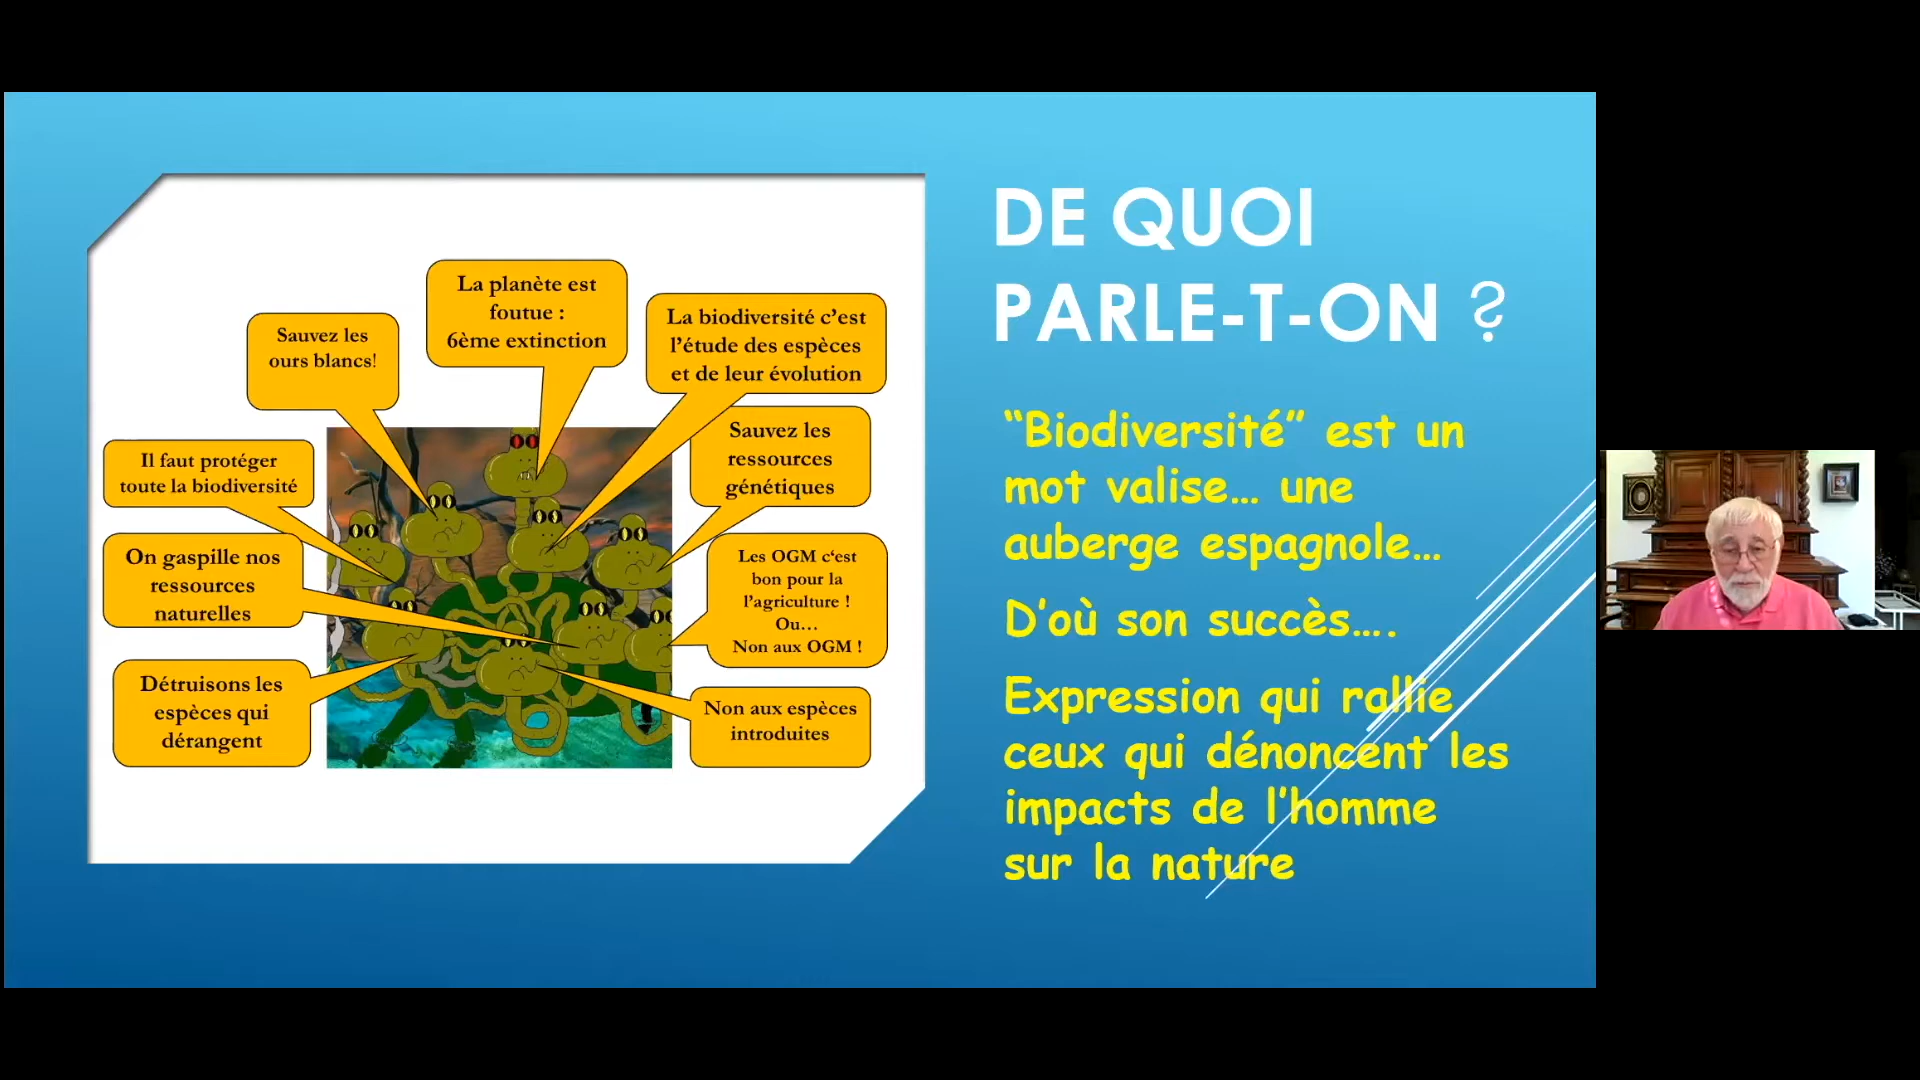 DE QUOI
PARLE-T-ON ?
La planète est
foutue :
6ème extinction
Sauvez les
ours blancs!
La biodiversité c’est
l’étude des espèces
et de leur évolution
Il faut protéger
toute la biodiversité
Sauvez les
ressources
génétiques
On gaspille nos
ressources
naturelles
Les OGM c‘est
bon pour la
l’agriculture !
Ou…
Non aux OGM !
Détruisons les
espèces qui
dérangent
Non aux espèces
introduites
“Biodiversité” est un
mot valise… une
auberge espagnole…
D’où son succès….
Expression qui rallie
ceux qui dénoncent les
impacts de l’homme
sur la nature